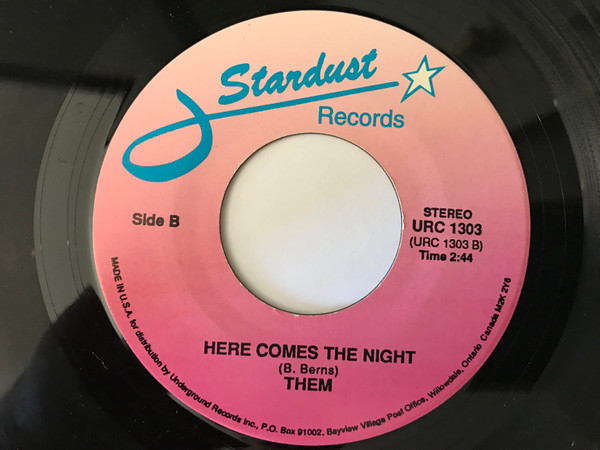 Stardust
Records
Side B
STEREO
URC 1303
(URC 1303 B)
Time 2:44
HERE COMES THE NIGHT
(B. Berns)
THEM
MADE IN U.S.A. for distribution by Underground Records Inc., P.O. Box 91002, Bayview Village Post Office, Willowdale, Ontario Canada M2K 2Y6